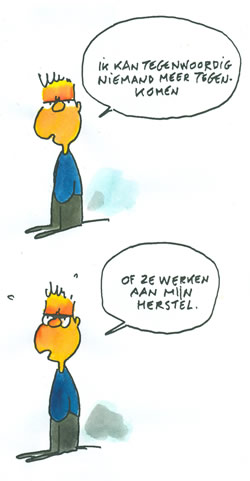 IK KAN TEGENWOORDIG
NIEMAND MEER TEGEN-
KOMEN
OF ZE WERKEN
AAN MIJN
HERSTEL.